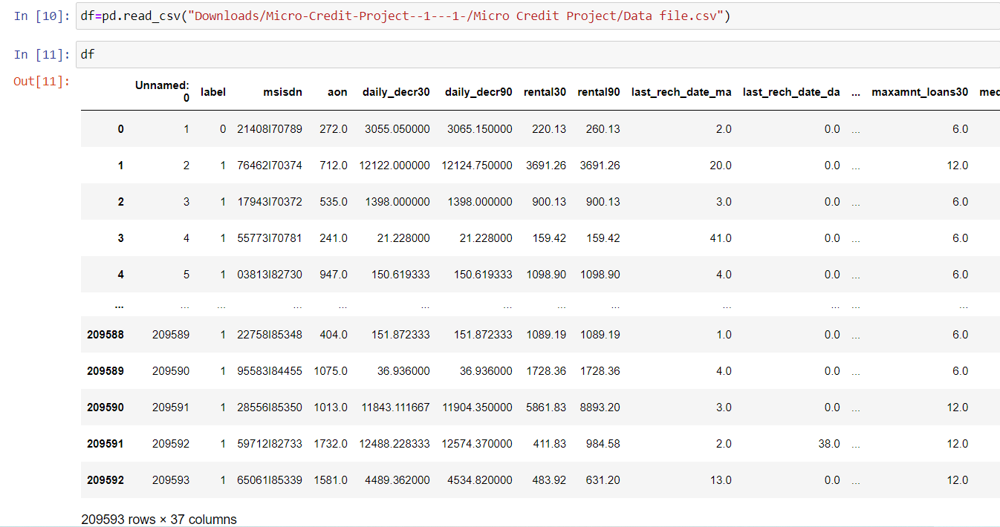 In [10]: df=pd.read_csv("Downloads/Micro-Credit-Project--1---1-/Micro Credit Project/Data file.csv")
In [11]: df
Out[11]:
Unnamed: 0 label msisdn aon daily_decr30 daily_decr90 rental30 rental90 last_rech_date_ma last_rech_date_da ... maxamnt_loans30 med
0 1 0 21408I70789 272.0 3055.050000 3065.150000 220.13 260.13 2.0 0.0 ... 6.0
1 2 1 76462I70374 712.0 12122.000000 12124.750000 3691.26 3691.26 20.0 0.0 ... 12.0
2 3 1 17943I70372 535.0 1398.000000 1398.000000 900.13 900.13 3.0 0.0 ... 6.0
3 4 1 55773I70781 241.0 21.228000 21.228000 159.42 159.42 41.0 0.0 ... 6.0
4 5 1 03813I82730 947.0 150.619333 150.619333 1098.90 1098.90 4.0 0.0 ... 6.0
... ... ... ... ... ... ... ... ... ... ... ... ...
209588 209589 1 22758I85348 404.0 151.872333 151.872333 1089.19 1089.19 1.0 0.0 ... 6.0
209589 209590 1 95583I84455 1075.0 36.936000 36.936000 1728.36 1728.36 4.0 0.0 ... 6.0
209590 209591 1 28556I85350 1013.0 11843.111667 11904.350000 5861.83 8893.20 3.0 0.0 ... 12.0
209591 209592 1 59712I82733 1732.0 12488.228333 12574.370000 411.83 984.58 2.0 38.0 ... 12.0
209592 209593 1 65061I85339 1581.0 4489.362000 4534.820000 483.92 631.20 13.0 0.0 ... 12.0
209593 rows × 37 columns